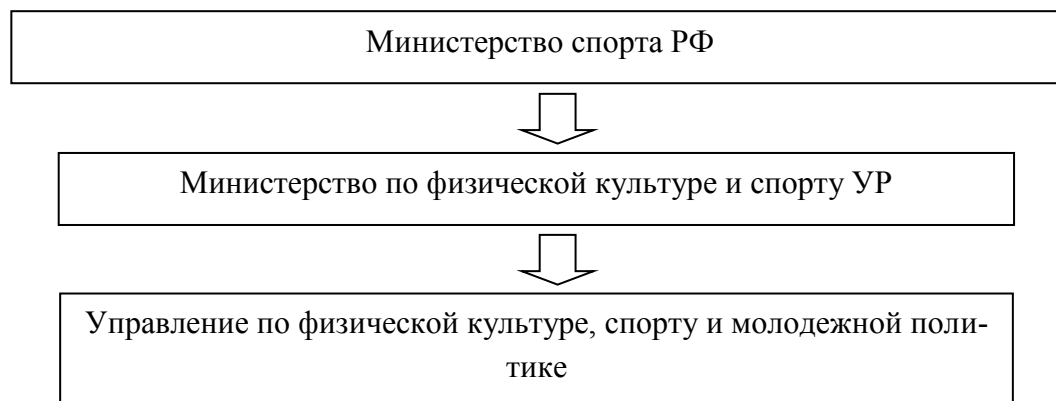 Министерство спорта РФ
Министерство по физической культуре и спорту УР
Управление по физической культуре, спорту и молодежной поли-
тике